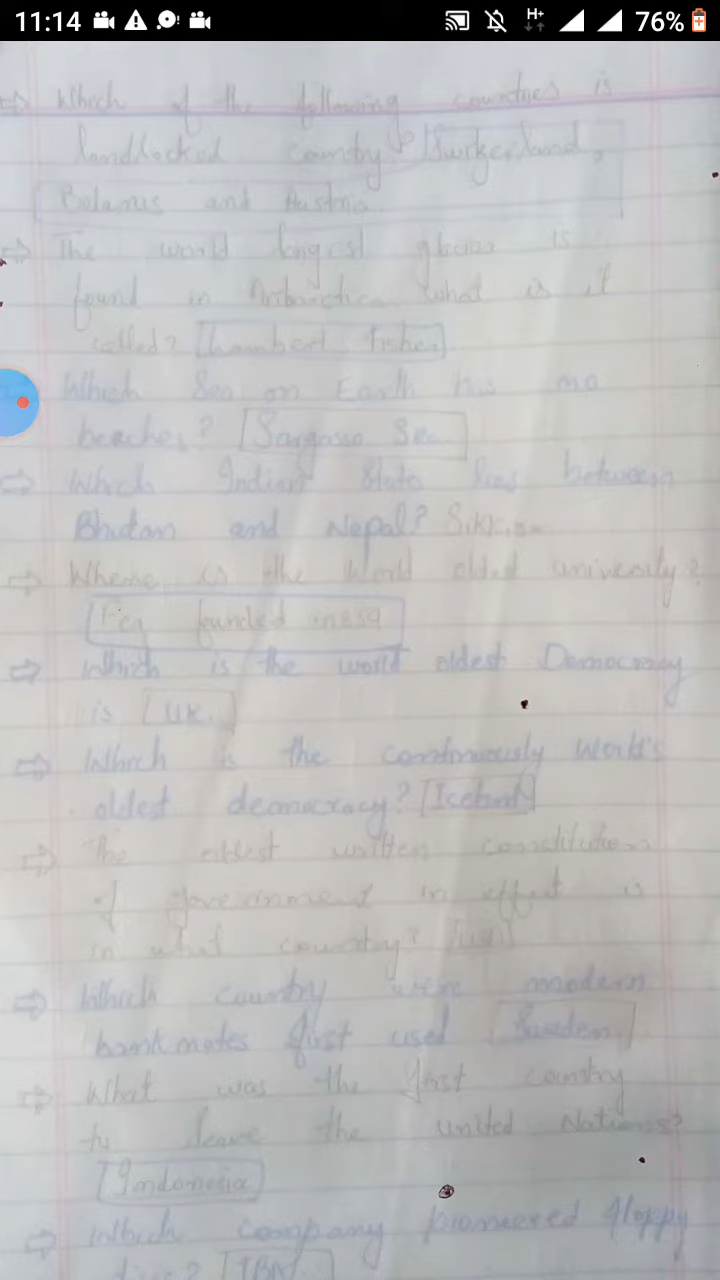 11:14 H+ 76%
Which of the following countries is
landlocked country? [Switzerland,
Belarus and Austria
The world longest glacier is
found in Antarctica what is it
called? [Lambert fisher]
Which Sea on Earth has no
beaches? [Sargasso Sea
Which Indian State lies between
Bhutan and Nepal? Sikkim
Where is the World oldest university?
[Fez founded in 859
Which is the world oldest Democracy
is [UK.]
Which is the continuously World's
oldest democracy? [Iceland]
The oldest written constitution
of government in effect is
in what country?
Which country were modern
banknotes first used [Sweden]
What was the first country
to leave the united Nations?
[Indonesia]
Which company pioneered floppy
disc? [IBM.